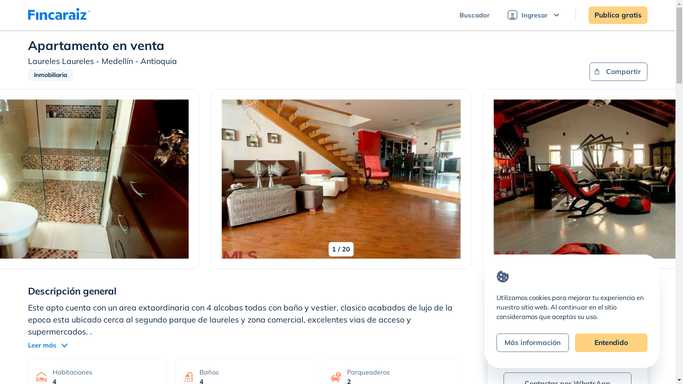 Fincaraiz
Buscador
Ingresar
Publica gratis
Apartamento en venta
Laureles Laureles - Medellín - Antioquia
Inmobiliaria
Compartir
MLS
1 / 20
MLS
Descripción general
Este apto cuenta con un area extaordinaria con 4 alcobas todas con baño y vestier, clasico acabados de lujo de la
epoca esta ubicado cerca al segundo parque de laureles y zona comercial, excelentes vias de acceso y
supermercados, .
Leer más
Habitaciones
4
Baños
4
Parqueaderos
2
Utilizamos cookies para mejorar tu experiencia en
nuestro sitio web. Al continuar en el sitio
consideramos que aceptas su uso.
Más información
Entendido
Contactar por WhatsApp